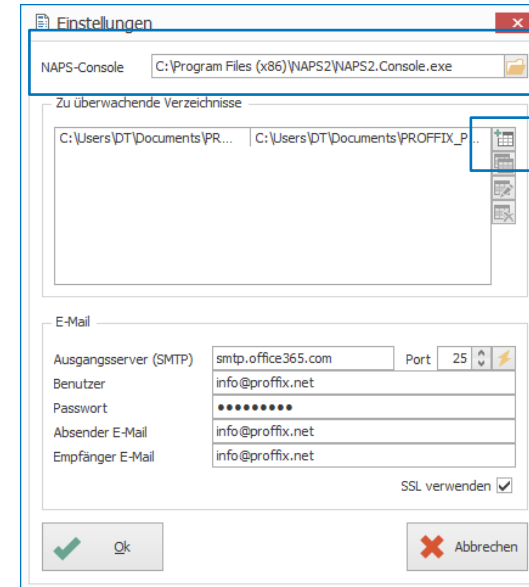 Einstellungen
NAPS-Console C:\Program Files (x86)\NAPS2\NAPS2.Console.exe
Zu überwachende Verzeichnisse
C:\Users\DT\Documents\PR... C:\Users\DT\Documents\PROFFIX_P...
E-Mail
Ausgangsserver (SMTP) smtp.office365.com Port 25
Benutzer info@proffix.net
Passwort ●●●●●●●●●
Absender E-Mail info@proffix.net
Empfänger E-Mail info@proffix.net
SSL verwenden
Ok Abbrechen